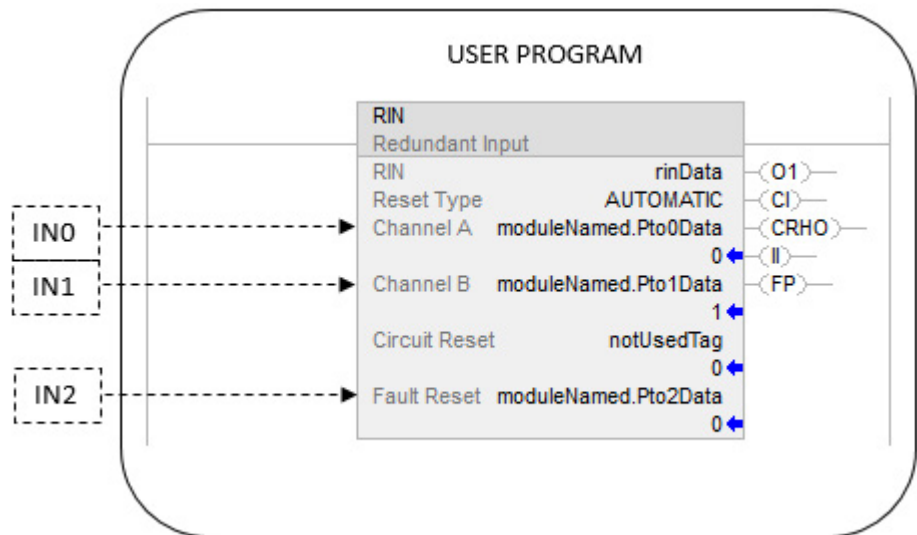 USER PROGRAM
RIN
Redundant Input
RIN rinData O1
Reset Type AUTOMATIC CI
IN0 Channel A moduleNamed.Pto0Data CRHO
0 II
IN1 Channel B moduleNamed.Pto1Data FP
1
Circuit Reset notUsedTag
0
IN2 Fault Reset moduleNamed.Pto2Data
0